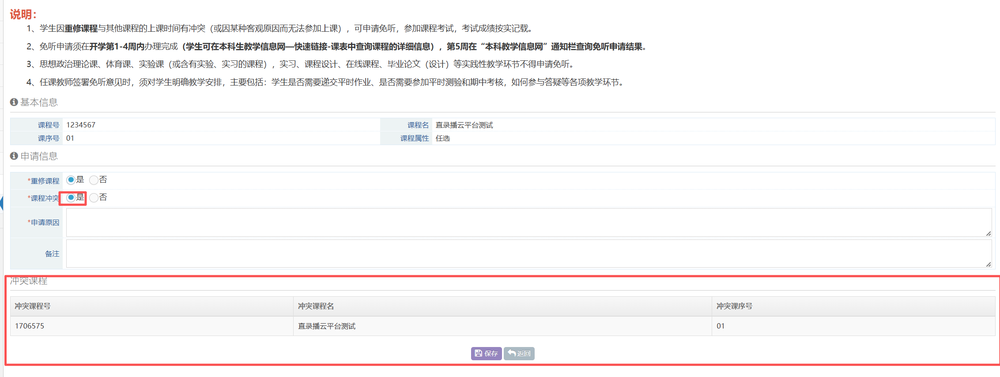 说明：
1、学生因重修课程与其他课程的上课时间有冲突（或因某种客观原因而无法参加上课），可申请免听，参加课程考试，考试成绩按实记载。
2、免听申请须在开学第1-4周内办理完成（学生可在本科生教学信息网—快速链接-课表中查询课程的详细信息），第5周在“本科教学信息网”通知栏查询免听申请结果。
3、思想政治理论课、体育课、实验课（或含有实验、实习的课程），实习、课程设计、在线课程、毕业论文（设计）等实践性教学环节不得申请免听。
4、任课教师签署免听意见时，须对学生明确教学安排，主要包括：学生是否需要递交平时作业、是否需要参加平时测验和期中考核，如何参与答疑等各项教学环节。
基本信息
课程号 1234567 课程名 直录播云平台测试
课序号 01 课程属性 任选
申请信息
*重修课程 是 否
*课程冲突 是 否
*申请原因
备注
冲突课程
冲突课程号 冲突课程名 冲突课序号
1706575 直录播云平台测试 01
保存 返回